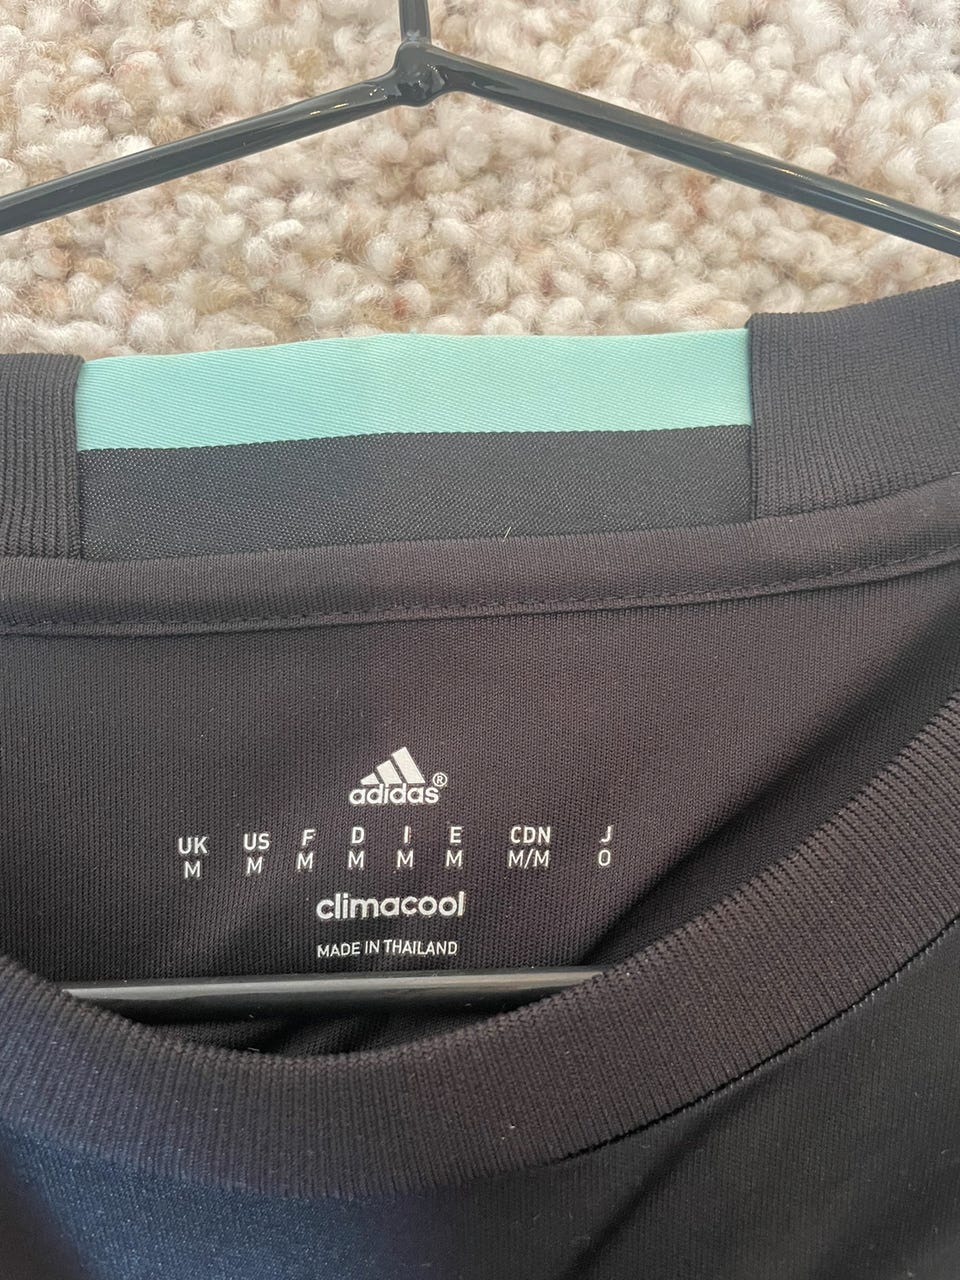 adidas®
UK US F D I E CDN J
M M M M M M M/M O
climacool
MADE IN THAILAND